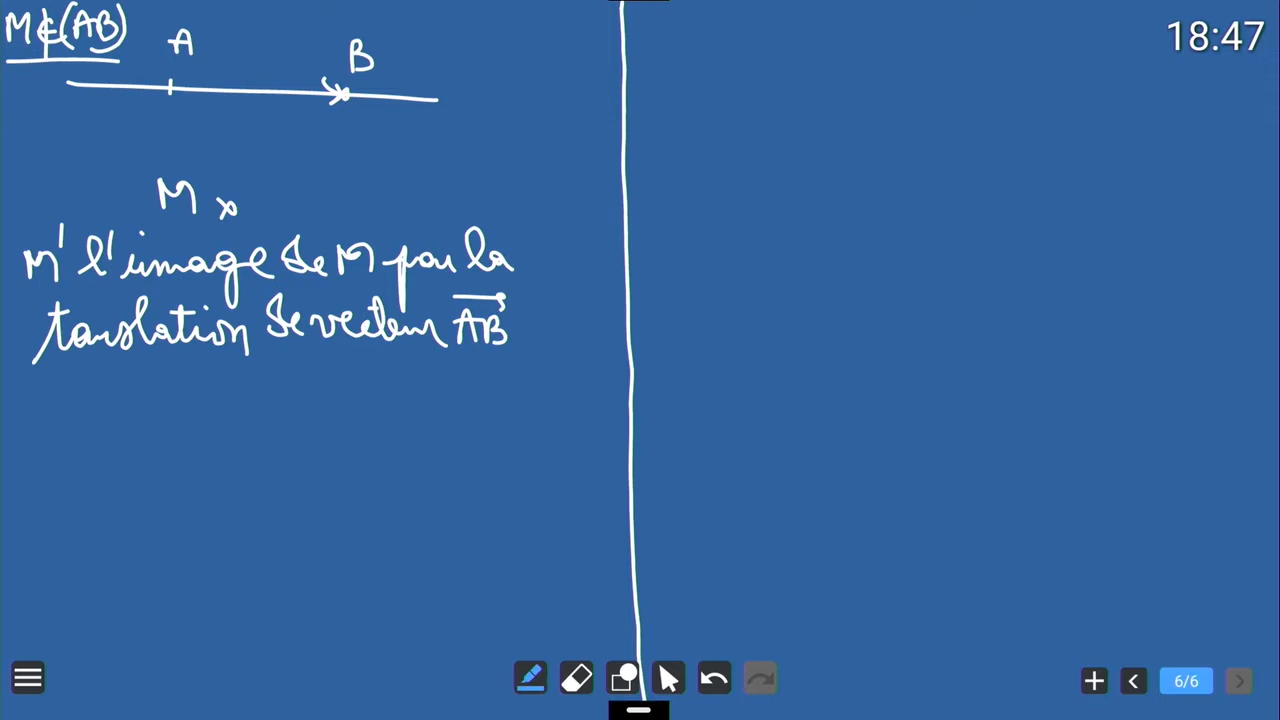 M∉(AB)
A
B
18:47
M
M' l'image de M par la
translation de vecteur AB
6/6